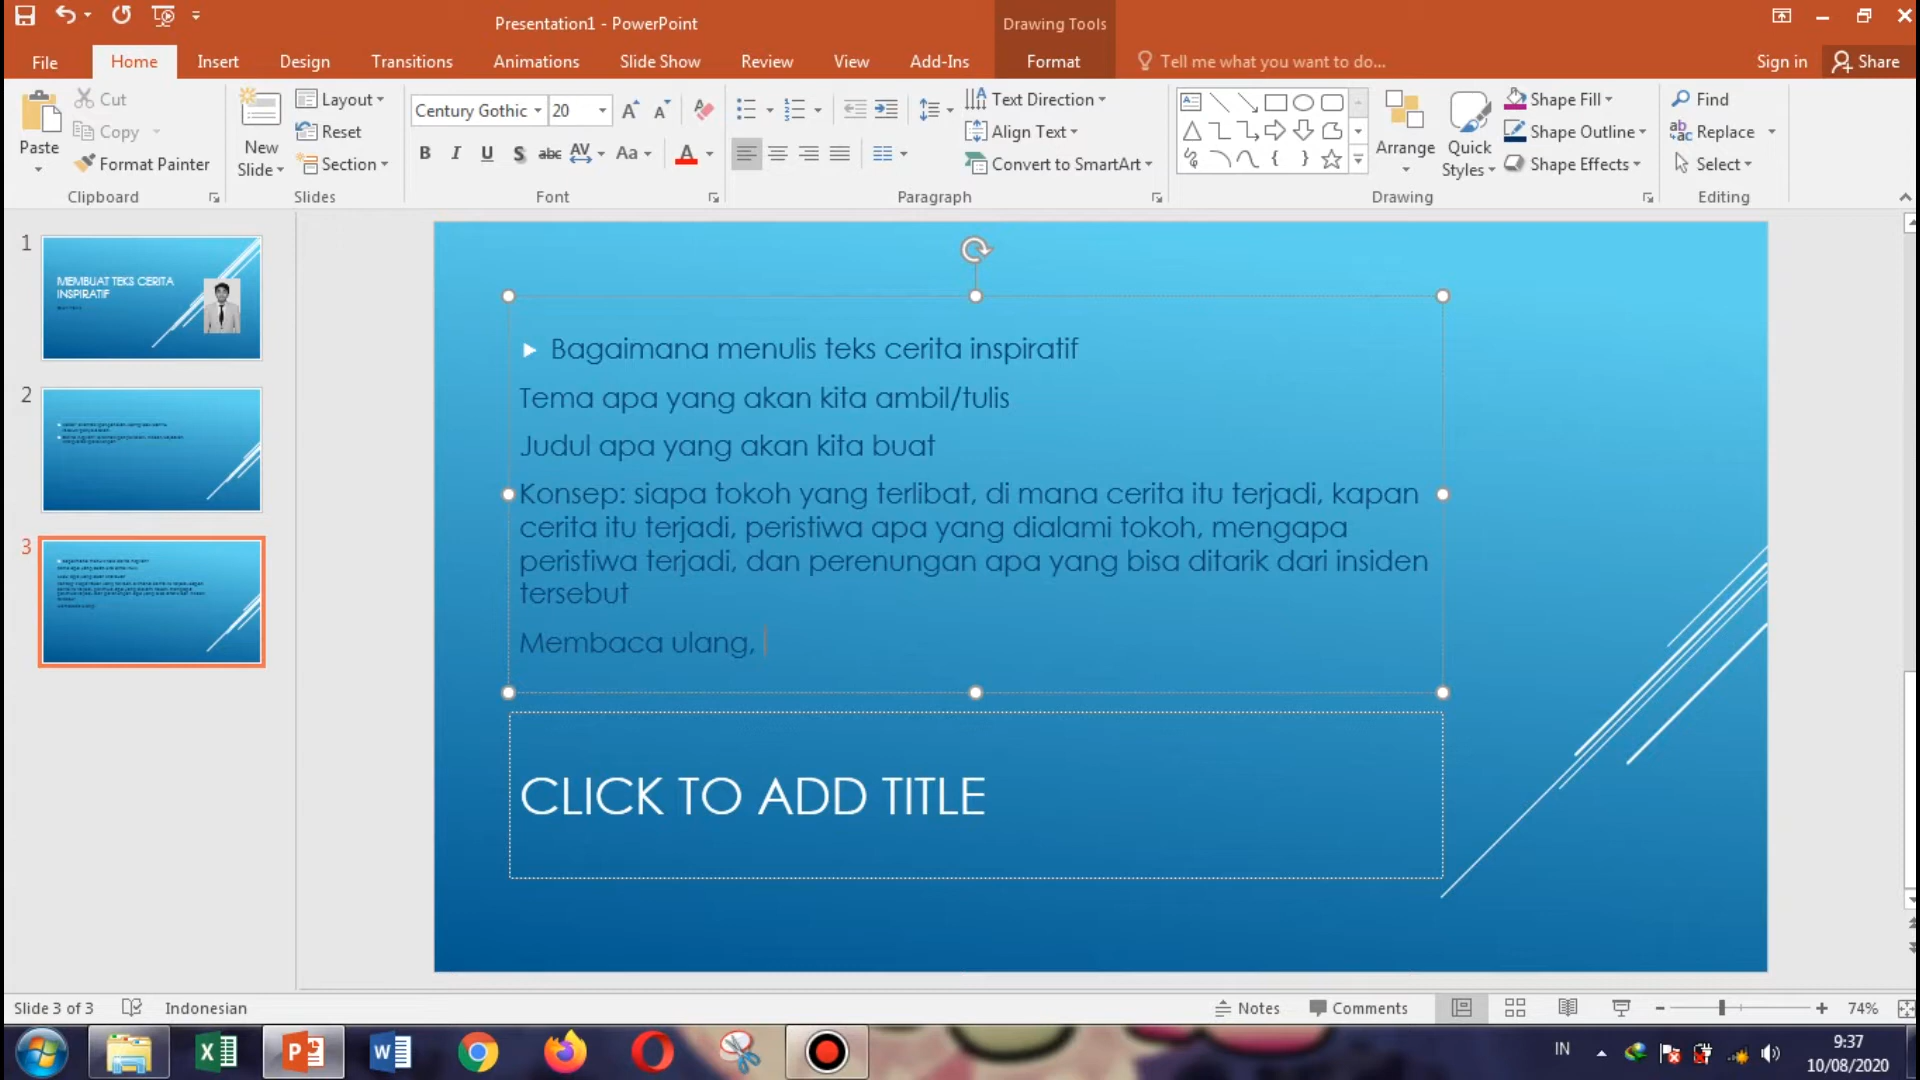 Presentation1 - PowerPoint
Drawing Tools
File
Home
Insert
Design
Transitions
Animations
Slide Show
Review
View
Add-Ins
Format
Tell me what you want to do...
Sign in
Share
Paste
Cut
Copy
Format Painter
Clipboard
New Slide
Layout
Reset
Section
Slides
Century Gothic
20
B I U S abc AV Aa A
Font
Text Direction
Align Text
Convert to SmartArt
Paragraph
Arrange
Quick Styles
Shape Fill
Shape Outline
Shape Effects
Drawing
Find
Replace
Select
Editing
1
MEMBUAT TEKS CERITA
INSPIRATIF
2
3
Bagaimana menulis teks cerita inspiratif
Tema apa yang akan kita ambil/tulis
Judul apa yang akan kita buat
Konsep: siapa tokoh yang terlibat, di mana cerita itu terjadi, kapan
cerita itu terjadi, peristiwa apa yang dialami tokoh, mengapa
peristiwa terjadi, dan perenungan apa yang bisa ditarik dari insiden
tersebut
Membaca ulang,
CLICK TO ADD TITLE
Slide 3 of 3
Indonesian
Notes
Comments
74%
IN
9:37
10/08/2020